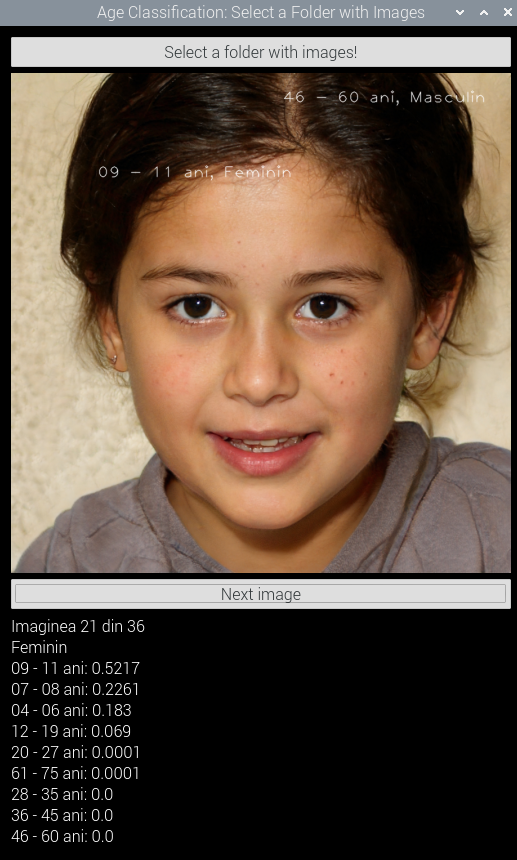 Age Classification: Select a Folder with Images
Select a folder with images!
46 - 60 ani, Masculin
09 - 11 ani, Feminin
Next image
Imaginea 21 din 36
Feminin
09 - 11 ani: 0.5217
07 - 08 ani: 0.2261
04 - 06 ani: 0.183
12 - 19 ani: 0.069
20 - 27 ani: 0.0001
61 - 75 ani: 0.0001
28 - 35 ani: 0.0
36 - 45 ani: 0.0
46 - 60 ani: 0.0